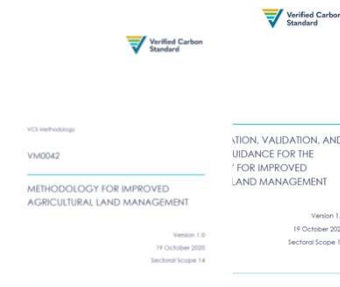 Verified Carbon
Standard
VCS Methodology
VM0042
METHODOLOGY FOR IMPROVED
AGRICULTURAL LAND MANAGEMENT
Version 1.0
19 October 2020
Sectoral Scope 14
Verified Carbon
Standard
ATION, VALIDATION, AND
UIDANCE FOR THE
Y FOR IMPROVED
LAND MANAGEMENT
Version 1.
19 October 202
Sectoral Scope 1